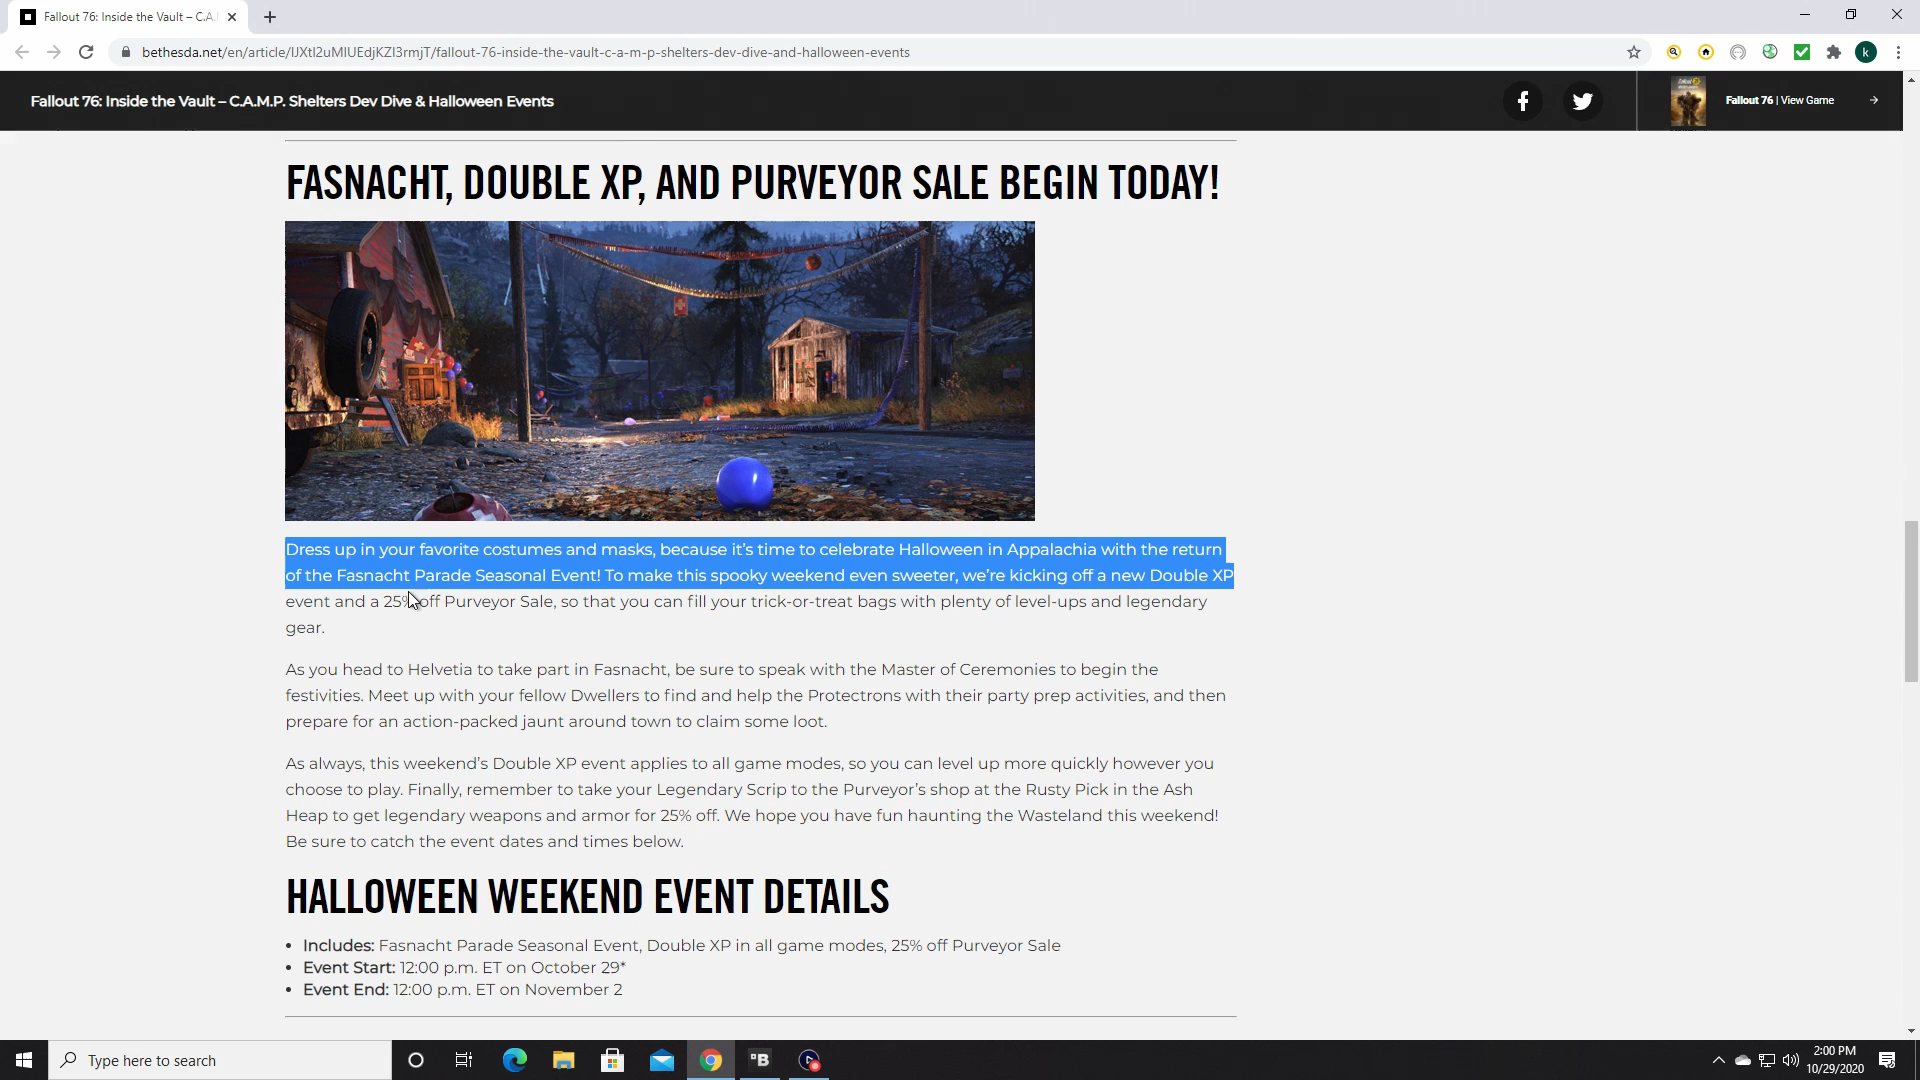 Fallout 76: Inside the Vault – C.A.
bethesda.net/en/article/IJXtI2uMIUEdjKZI3rmjT/fallout-76-inside-the-vault-c-a-m-p-shelters-dev-dive-and-halloween-events
k
Fallout 76: Inside the Vault – C.A.M.P. Shelters Dev Dive & Halloween Events
Fallout 76 | View Game
FASNACHT, DOUBLE XP, AND PURVEYOR SALE BEGIN TODAY!
Dress up in your favorite costumes and masks, because it's time to celebrate Halloween in Appalachia with the return
of the Fasnacht Parade Seasonal Event! To make this spooky weekend even sweeter, we're kicking off a new Double XP
event and a 25% off Purveyor Sale, so that you can fill your trick-or-treat bags with plenty of level-ups and legendary
gear.
As you head to Helvetia to take part in Fasnacht, be sure to speak with the Master of Ceremonies to begin the
festivities. Meet up with your fellow Dwellers to find and help the Protectrons with their party prep activities, and then
prepare for an action-packed jaunt around town to claim some loot.
As always, this weekend's Double XP event applies to all game modes, so you can level up more quickly however you
choose to play. Finally, remember to take your Legendary Scrip to the Purveyor's shop at the Rusty Pick in the Ash
Heap to get legendary weapons and armor for 25% off. We hope you have fun haunting the Wasteland this weekend!
Be sure to catch the event dates and times below.
HALLOWEEN WEEKEND EVENT DETAILS
• Includes: Fasnacht Parade Seasonal Event, Double XP in all game modes, 25% off Purveyor Sale
• Event Start: 12:00 p.m. ET on October 29*
• Event End: 12:00 p.m. ET on November 2
Type here to search
B
2:00 PM
10/29/2020